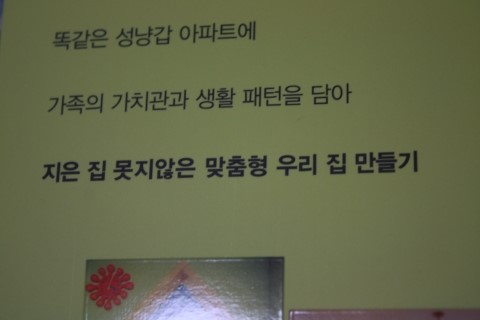 똑같은 성냥갑 아파트에
가족의 가치관과 생활 패턴을 담아
지은 집 못지않은 맞춤형 우리 집 만들기